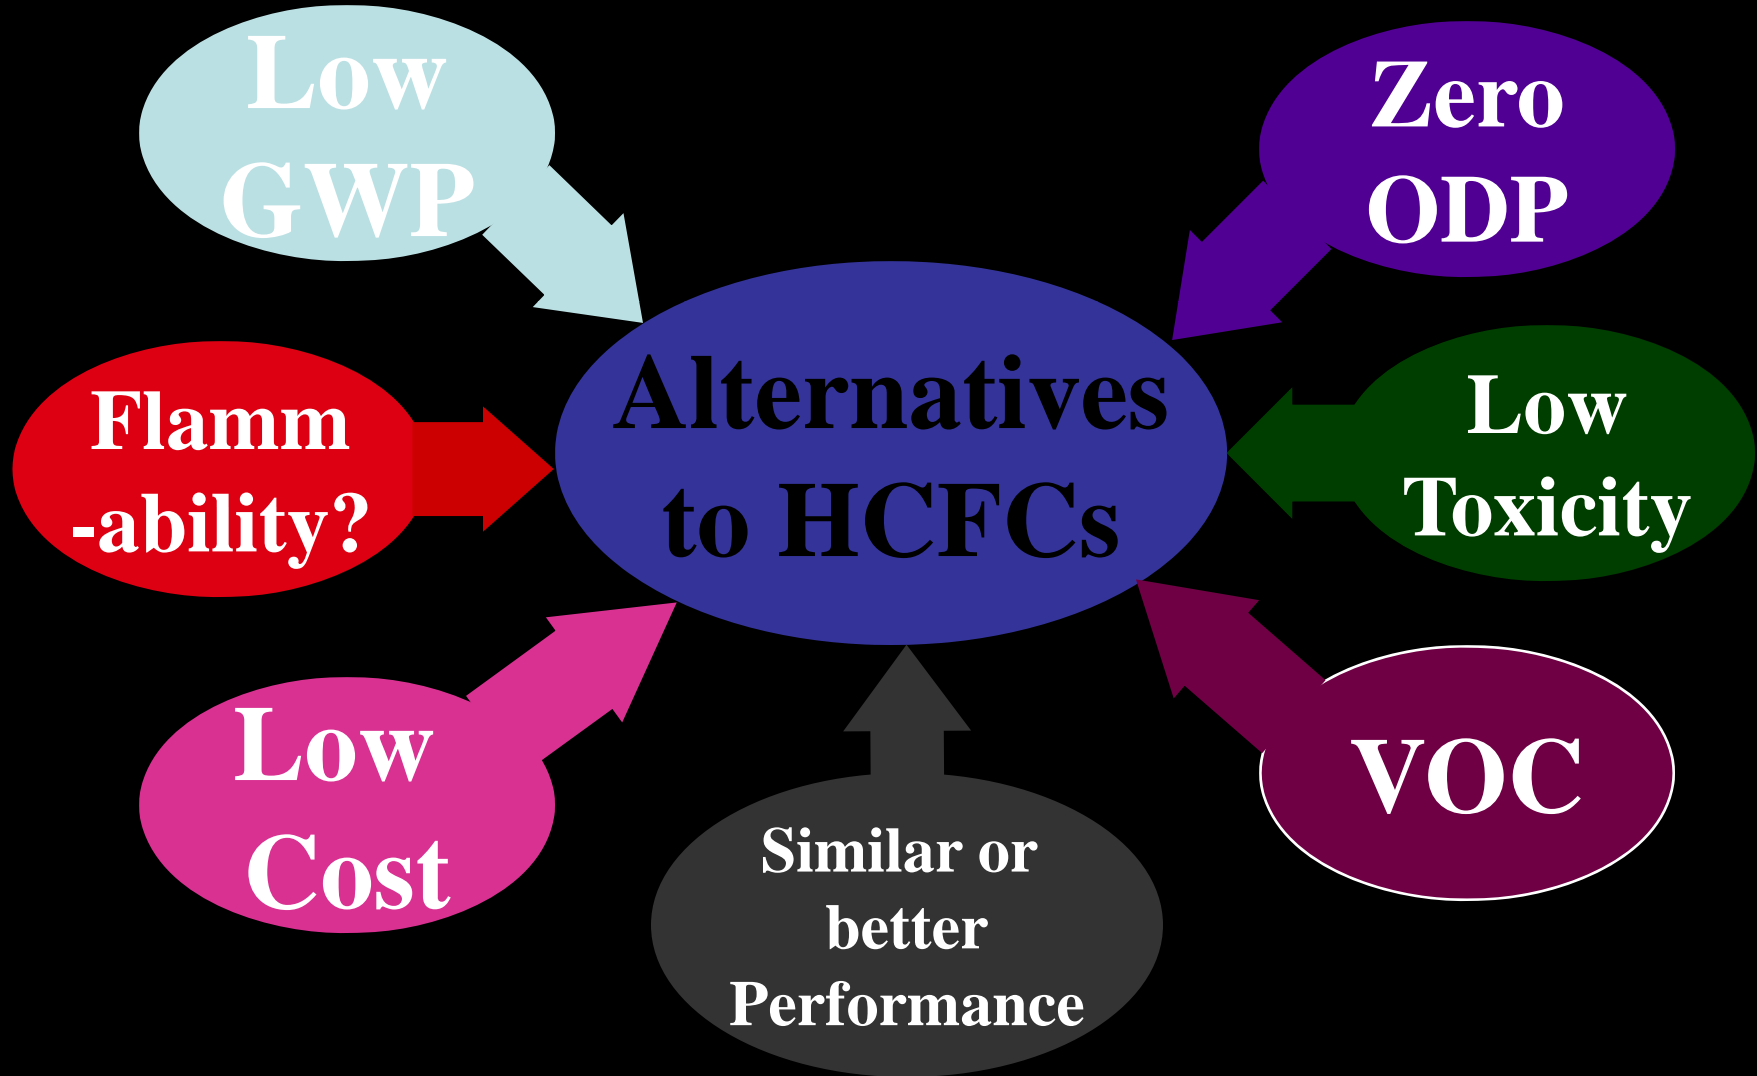 Low
GWP
Zero
ODP
Alternatives
to HCFCs
Flamm
-ability?
Low
Toxicity
Low
Cost
VOC
Similar or
better
Performance